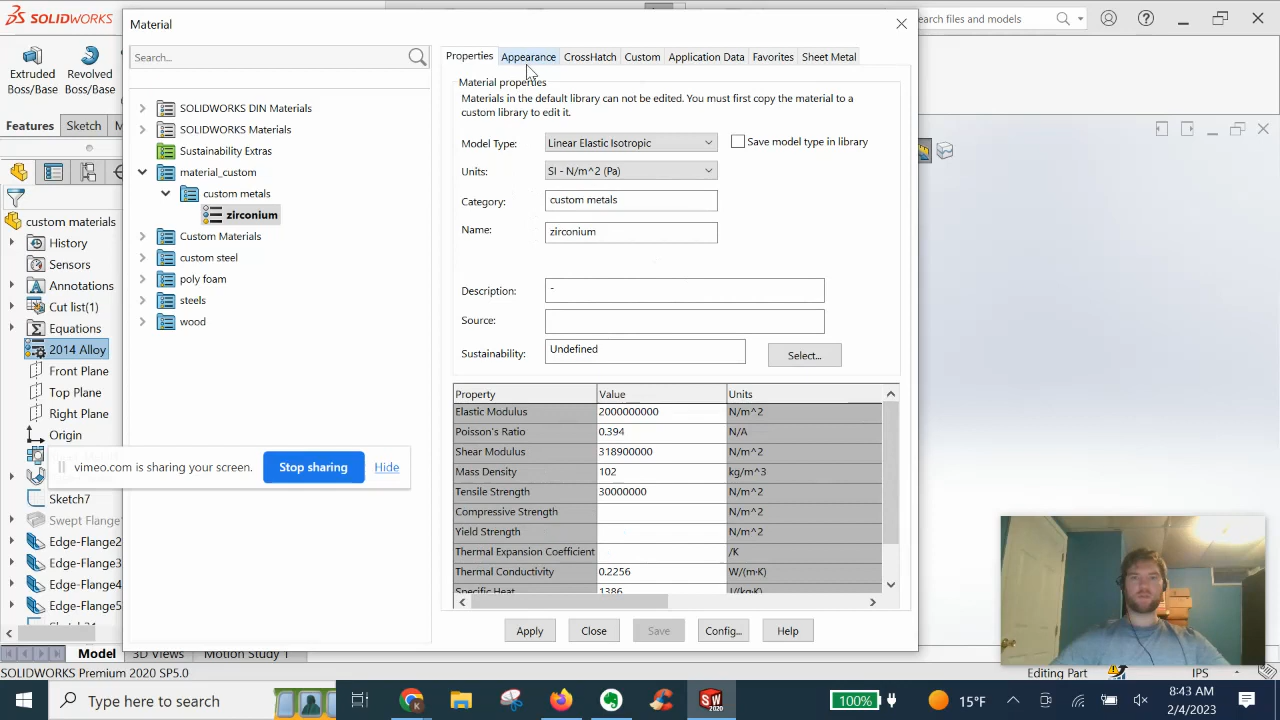 SOLIDWORKS
Material
search files and models
Search...
Properties
Appearance
CrossHatch
Custom
Application Data
Favorites
Sheet Metal
Extruded
Boss/Base
Revolved
Boss/Base
Features
Sketch
M
Material properties
Materials in the default library can not be edited. You must first copy the material to a
custom library to edit it.
SOLIDWORKS DIN Materials
SOLIDWORKS Materials
Sustainability Extras
material_custom
custom metals
zirconium
Custom Materials
custom steel
poly foam
steels
wood
Model Type:
Linear Elastic Isotropic
Save model type in library
Units:
SI - N/m^2 (Pa)
Category:
custom metals
Name:
zirconium
Description:
-
Source:
Sustainability:
Undefined
Select...
custom materials
History
Sensors
Annotations
Cut list(1)
Equations
2014 Alloy
Front Plane
Top Plane
Right Plane
Origin
Sketch7
Swept Flange
Edge-Flange2
Edge-Flange3
Edge-Flange4
Edge-Flange5
vimeo.com is sharing your screen.
Stop sharing
Hide
Property Value Units
Elastic Modulus 2000000000 N/m^2
Poisson's Ratio 0.394 N/A
Shear Modulus 318900000 N/m^2
Mass Density 102 kg/m^3
Tensile Strength 30000000 N/m^2
Compressive Strength N/m^2
Yield Strength N/m^2
Thermal Expansion Coefficient /K
Thermal Conductivity 0.2256 W/(m·K)
Specific Heat 1386 J/(kg·K)
Apply
Close
Save
Config...
Help
Model
3D Views
Motion Study 1
SOLIDWORKS Premium 2020 SP5.0
Editing Part
IPS
Type here to search
SW
2020
100%
15°F
8:43 AM
2/4/2023